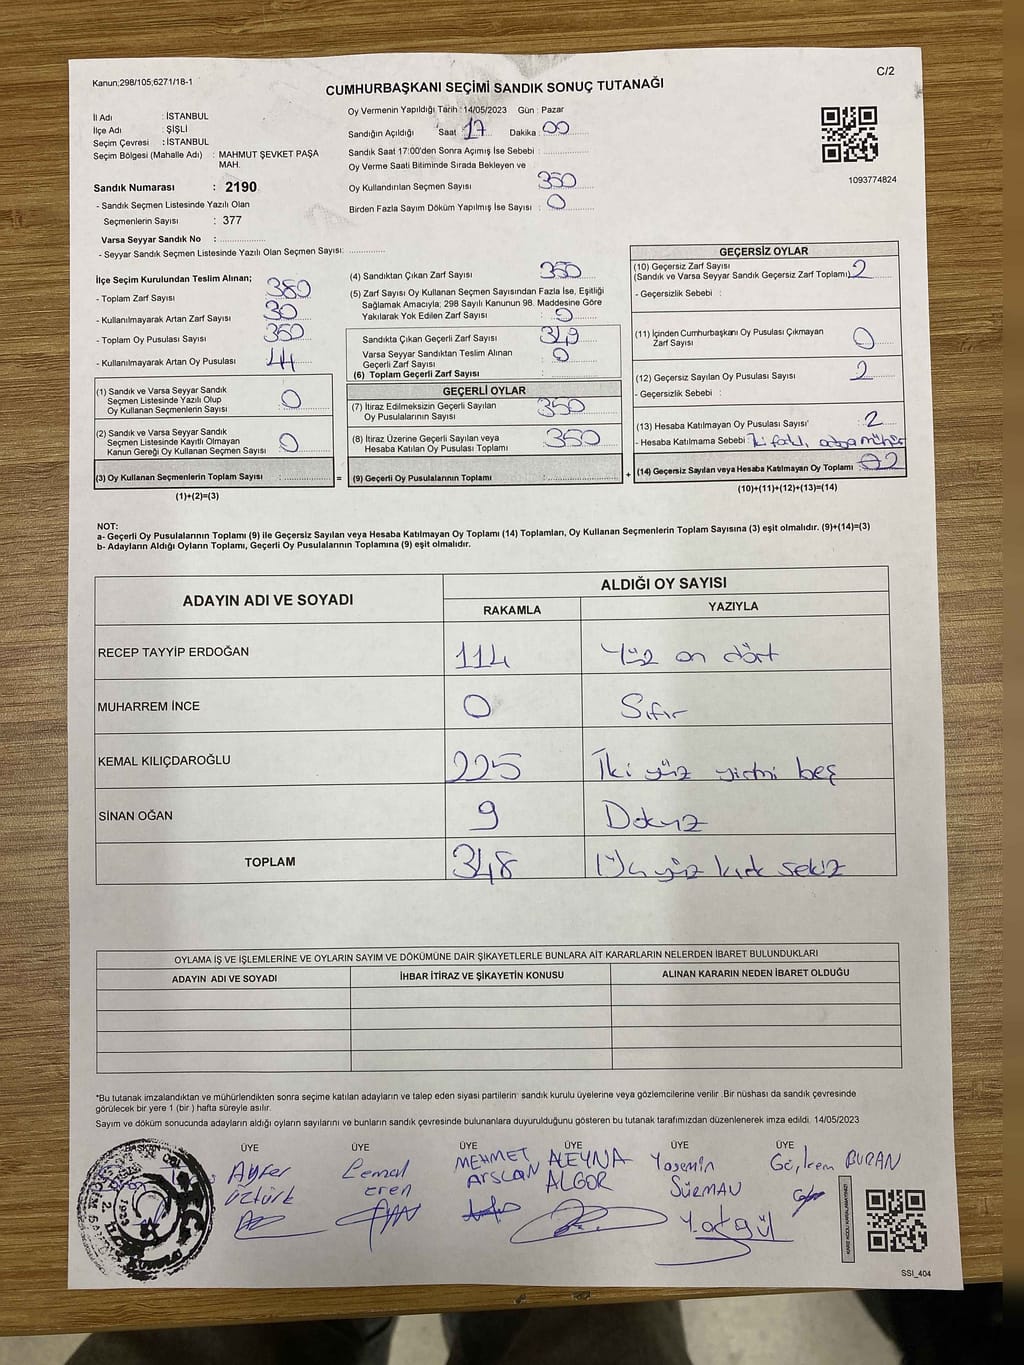 Kanun;298/105;6271/18-1
C/2
CUMHURBAŞKANI SEÇİMİ SANDIK SONUÇ TUTANAĞI
İl Adı : İSTANBUL
İlçe Adı : ŞİŞLİ
Seçim Çevresi : İSTANBUL
Seçim Bölgesi (Mahalle Adı) : MAHMUT ŞEVKET PAŞA
MAH.
Sandık Numarası : 2190
- Sandık Seçmen Listesinde Yazılı Olan
Seçmenlerin Sayısı : 377
Varsa Seyyar Sandık No :
- Seyyar Sandık Seçmen Listesinde Yazılı Olan Seçmen Sayısı:
Oy Vermenin Yapıldığı Tarih : 14/05/2023 Gün : Pazar
Sandığın Açıldığı Saat 17 Dakika 00
Sandık Saat 17:00'den Sonra Açımış İse Sebebi :
Oy Verme Saati Bitiminde Sırada Bekleyen ve
Oy Kullandırılan Seçmen Sayısı 350
Birden Fazla Sayım Döküm Yapılmış İse Sayısı : 0
1093774824
İlçe Seçim Kurulundan Teslim Alınan;
- Toplam Zarf Sayısı 380
- Kullanılmayarak Artan Zarf Sayısı 30
- Toplam Oy Pusulası Sayısı 350
- Kullanılmayarak Artan Oy Pusulası 44
(1) Sandık ve Varsa Seyyar Sandık
Seçmen Listesinde Yazılı Olup
Oy Kullanan Seçmenlerin Sayısı 0
(2) Sandık ve Varsa Seyyar Sandık
Seçmen Listesinde Kayıtlı Olmayan
Kanun Gereği Oy Kullanan Seçmen Sayısı 0
(3) Oy Kullanan Seçmenlerin Toplam Sayısı :
(1)+(2)=(3)
=
(4) Sandıktan Çıkan Zarf Sayısı 350
(5) Zarf Sayısı Oy Kullanan Seçmen Sayısından Fazla İse, Eşitliği
Sağlamak Amacıyla; 298 Sayılı Kanunun 98. Maddesine Göre
Yakılarak Yok Edilen Zarf Sayısı : 0
Sandıkta Çıkan Geçerli Zarf Sayısı 349
Varsa Seyyar Sandıktan Teslim Alınan
Geçerli Zarf Sayısı 0
(6) Toplam Geçerli Zarf Sayısı
GEÇERLİ OYLAR
(7) İtiraz Edilmeksizin Geçerli Sayılan
Oy Pusulalarının Sayısı 350
(8) İtiraz Üzerine Geçerli Sayılan veya
Hesaba Katılan Oy Pusulası Toplamı 350
(9) Geçerli Oy Pusulalarının Toplamı :
+
GEÇERSİZ OYLAR
(10) Geçersiz Zarf Sayısı
(Sandık ve Varsa Seyyar Sandık Geçersiz Zarf Toplamı) 2
- Geçersizlik Sebebi :
(11) İçinden Cumhurbaşkanı Oy Pusulası Çıkmayan
Zarf Sayısı 0
(12) Geçersiz Sayılan Oy Pusulası Sayısı 2
- Geçersizlik Sebebi :
(13) Hesaba Katılmayan Oy Pusulası Sayısı 2
- Hesaba Katılmama Sebebi
(14) Geçersiz Sayılan veya Hesaba Katılmayan Oy Toplamı 2
(10)+(11)+(12)+(13)=(14)
NOT:
a- Geçerli Oy Pusulalarının Toplamı (9) ile Geçersiz Sayılan veya Hesaba Katılmayan Oy Toplamı (14) Toplamları, Oy Kullanan Seçmenlerin Toplam Sayısına (3) eşit olmalıdır. (9)+(14)=(3)
b- Adayların Aldığı Oyların Toplamı, Geçerli Oy Pusulalarının Toplamına (9) eşit olmalıdır.
ADAYIN ADI VE SOYADI
ALDIĞI OY SAYISI
RAKAMLA YAZIYLA
RECEP TAYYİP ERDOĞAN 114 Yüz on dört
MUHARREM İNCE 0 Sıfır
KEMAL KILIÇDAROĞLU 225 İki yüz yirmi beş
SİNAN OĞAN 9 Dokuz
TOPLAM 348 Üç yüz kırk sekiz
OYLAMA İŞ VE İŞLEMLERİNE VE OYLARIN SAYIM VE DÖKÜMÜNE DAİR ŞİKAYETLERLE BUNLARA AİT KARARLARIN NELERDEN İBARET BULUNDUKLARI
ADAYIN ADI VE SOYADI İHBAR İTİRAZ VE ŞİKAYETİN KONUSU ALINAN KARARIN NEDEN İBARET OLDUĞU
*Bu tutanak imzalandıktan ve mühürlendikten sonra seçime katılan adayların ve talep eden siyasi partilerin sandık kurulu üyelerine veya gözlemcilerine verilir .Bir nüshası da sandık çevresinde
görülecek bir yere 1 (bir ) hafta süreyle asılır.
Sayım ve döküm sonucunda adayların aldığı oyların sayılarını ve bunların sandık çevresinde bulunanlara duyurulduğunu gösteren bu tutanak tarafımızdan düzenlenerek imza edildi. 14/05/2023
BAŞKAN
ÜYE ÜYE ÜYE ÜYE ÜYE ÜYE
Ayfer Öztürk
Cemal Eren
MEHMET ARSLAN
ALEYNA ALGÖR
Yasemin
Görkem BURAN
SSI_404